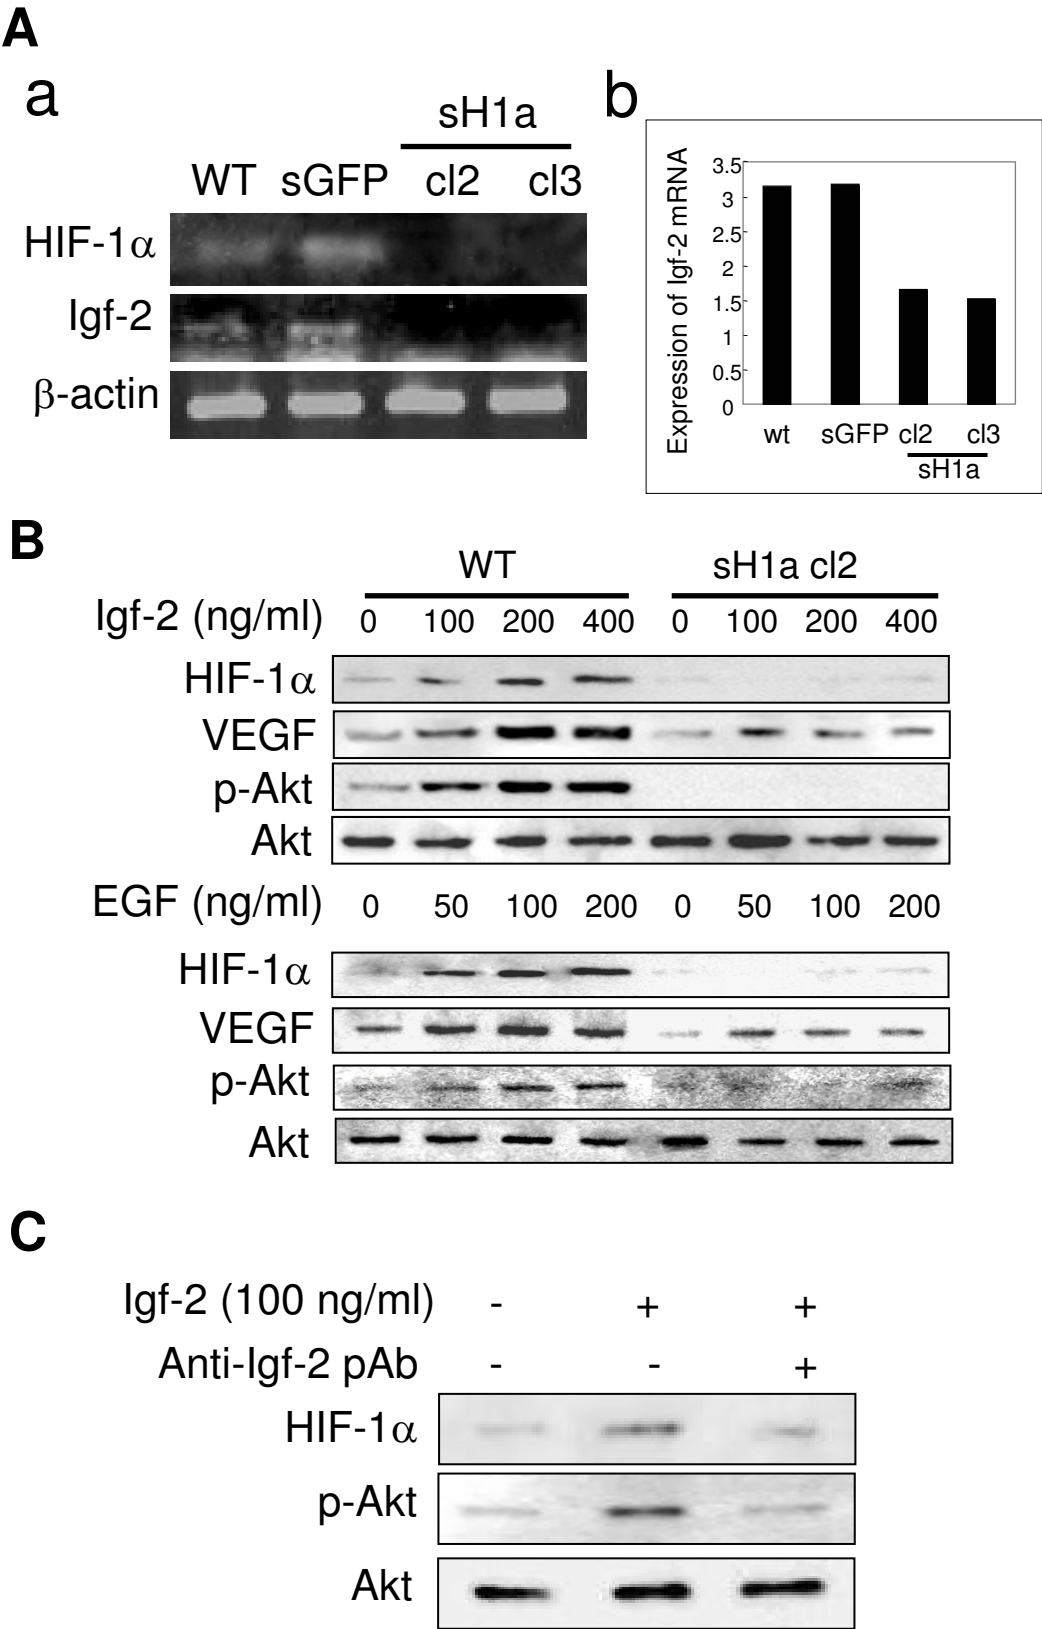 A
a
sH1a
WT sGFP cl2 cl3
HIF-1α
Igf-2
β-actin
b
Expression of Igf-2 mRNA
3.5
3
2.5
2
1.5
1
0.5
0
wt sGFP cl2 cl3
sH1a
B
WT sH1a cl2
Igf-2 (ng/ml) 0 100 200 400 0 100 200 400
HIF-1α
VEGF
p-Akt
Akt
EGF (ng/ml) 0 50 100 200 0 50 100 200
HIF-1α
VEGF
p-Akt
Akt
C
Igf-2 (100 ng/ml) - + +
Anti-Igf-2 pAb - - +
HIF-1α
p-Akt
Akt